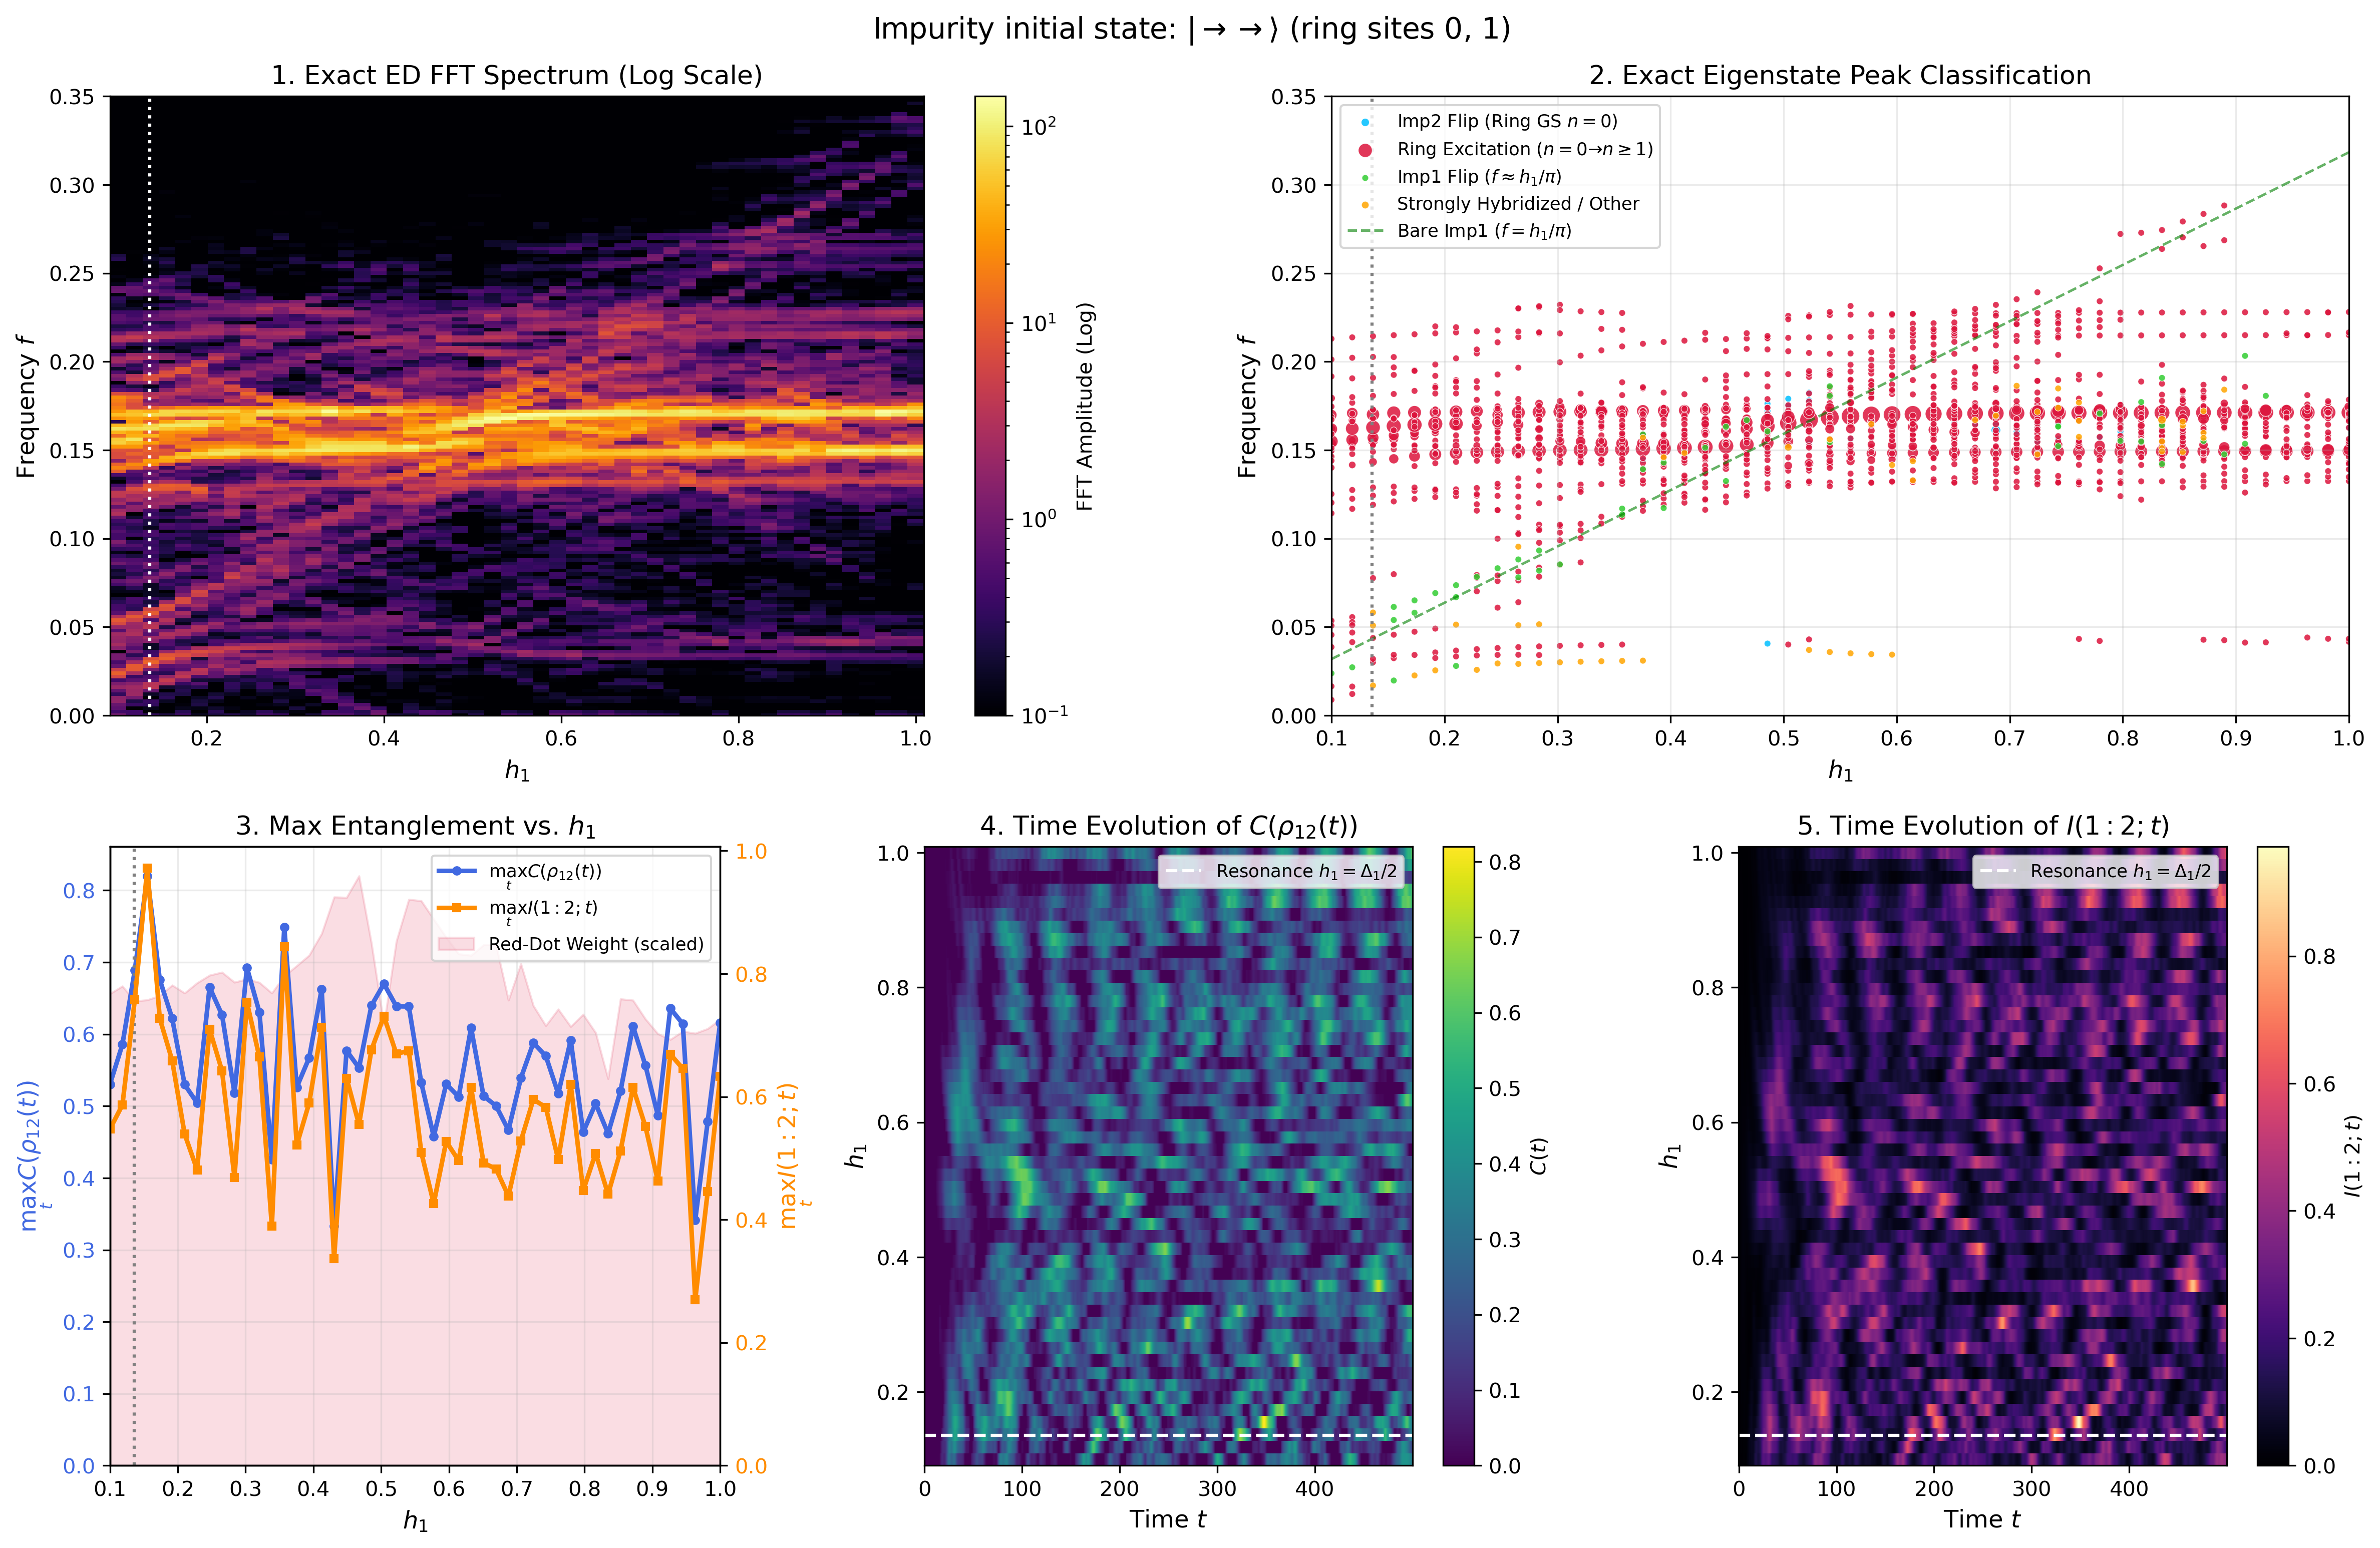 Impurity initial state: |→→⟩ (ring sites 0, 1)
1. Exact ED FFT Spectrum (Log Scale)
0.35
0.30
0.25
0.20
0.15
0.10
0.05
0.00
Frequency f
0.2 0.4 0.6 0.8 1.0
h₁
10²
10¹
10⁰
10⁻¹
FFT Amplitude (Log)
2. Exact Eigenstate Peak Classification
Imp2 Flip (Ring GS n = 0)
Ring Excitation (n = 0→n ≥ 1)
Imp1 Flip (f ≈ h₁/π)
Strongly Hybridized / Other
Bare Imp1 (f = h₁/π)
0.35
0.30
0.25
0.20
0.15
0.10
0.05
0.00
Frequency f
0.1 0.2 0.3 0.4 0.5 0.6 0.7 0.8 0.9 1.0
h₁
3. Max Entanglement vs. h₁
max C(ρ₁₂(t))
t
max I(1 : 2; t)
t
Red-Dot Weight (scaled)
0.8
0.7
0.6
0.5
0.4
0.3
0.2
0.1
0.0
max C(ρ₁₂(t))
t
1.0
0.8
0.6
0.4
0.2
0.0
max I(1 : 2; t)
t
0.1 0.2 0.3 0.4 0.5 0.6 0.7 0.8 0.9 1.0
h₁
4. Time Evolution of C(ρ₁₂(t))
Resonance h₁ = Δ₁/2
1.0
0.8
0.6
0.4
0.2
h₁
0 100 200 300 400
Time t
0.8
0.7
0.6
0.5
0.4
0.3
0.2
0.1
0.0
C(t)
5. Time Evolution of I(1 : 2; t)
Resonance h₁ = Δ₁/2
1.0
0.8
0.6
0.4
0.2
h₁
0 100 200 300 400
Time t
0.8
0.6
0.4
0.2
0.0
I(1 : 2; t)